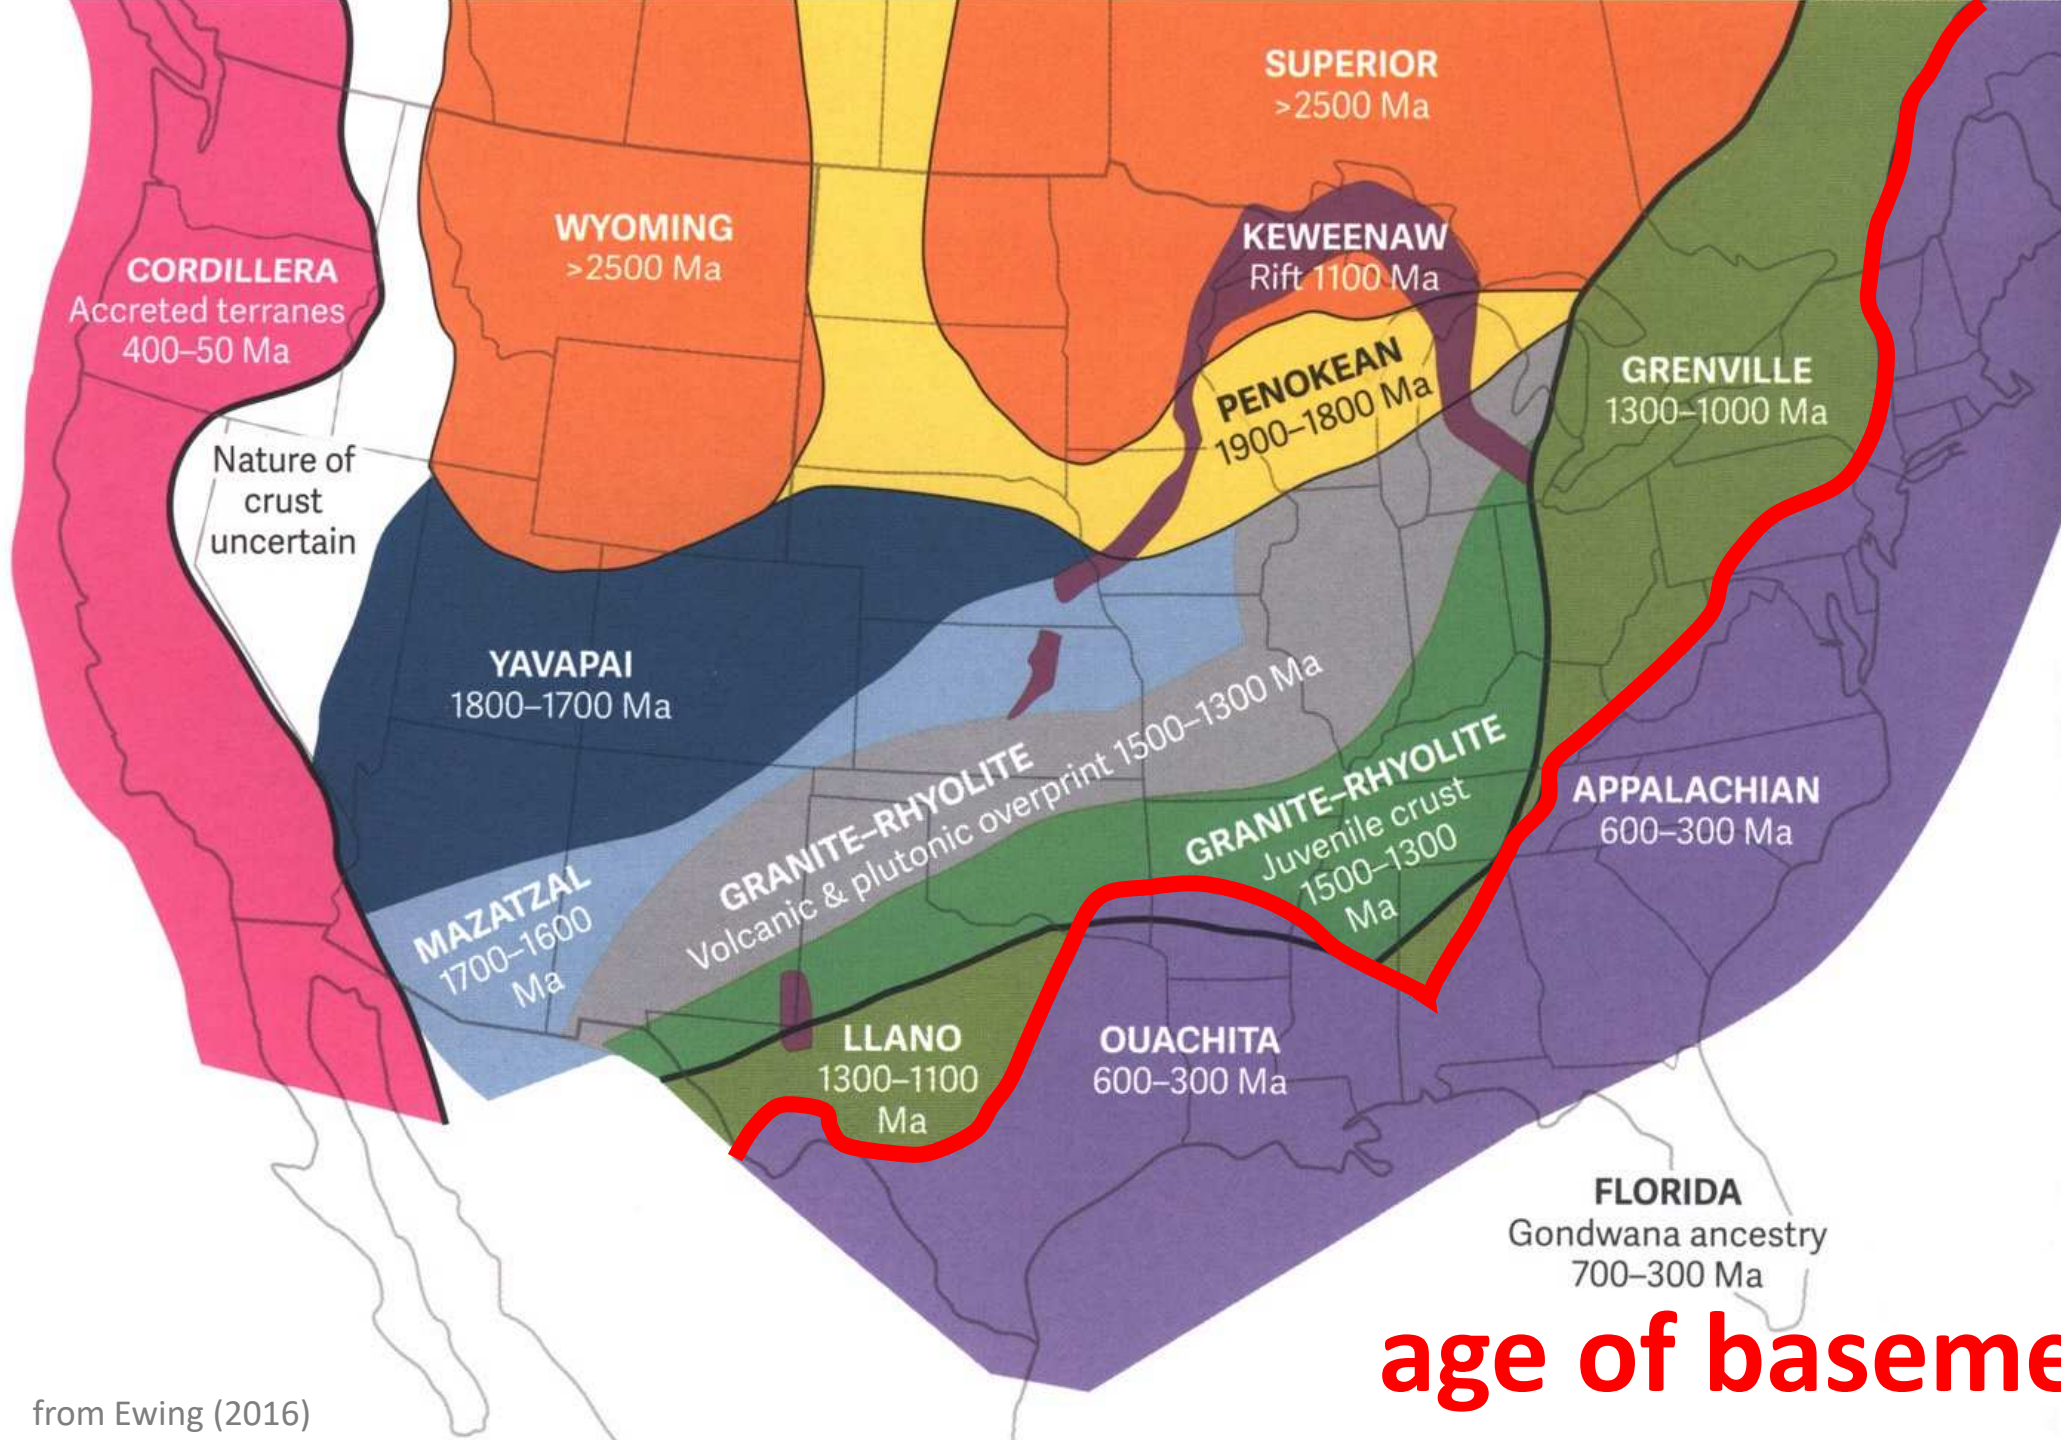 SUPERIOR
>2500 Ma
WYOMING
>2500 Ma
KEWEENAW
Rift 1100 Ma
CORDILLERA
Accreted terranes
400–50 Ma
PENOKEAN
1900–1800 Ma
GRENVILLE
1300–1000 Ma
Nature of
crust
uncertain
YAVAPAI
1800–1700 Ma
GRANITE–RHYOLITE
Volcanic & plutonic overprint 1500–1300 Ma
GRANITE–RHYOLITE
Juvenile crust
1500–1300
Ma
APPALACHIAN
600–300 Ma
MAZATZAL
1700–1600
Ma
LLANO
1300–1100
Ma
OUACHITA
600–300 Ma
FLORIDA
Gondwana ancestry
700–300 Ma
age of baseme
from Ewing (2016)